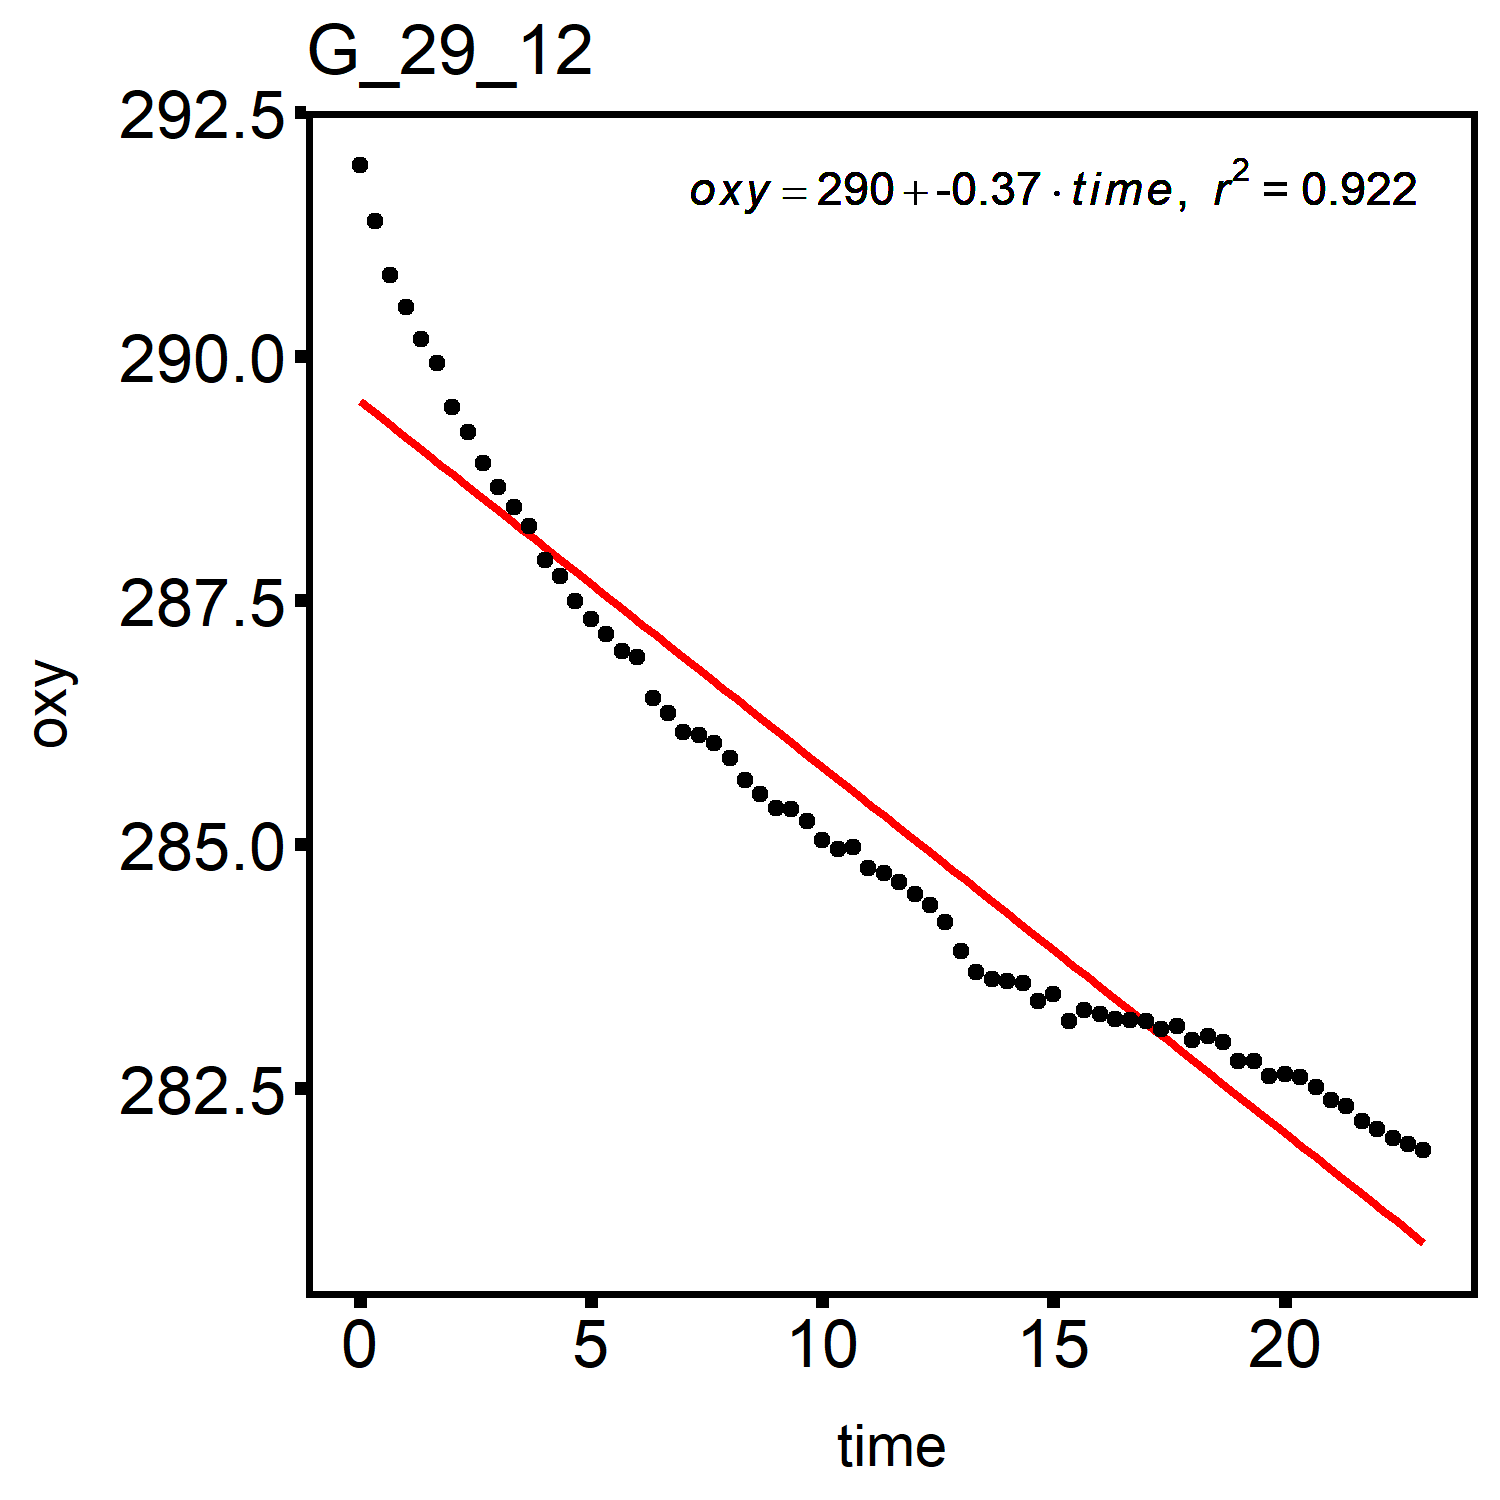 G_29_12
292.5
oxy = 290 + -0.37 · time, r² = 0.922
290.0
287.5
oxy
285.0
282.5
0 5 10 15 20
time